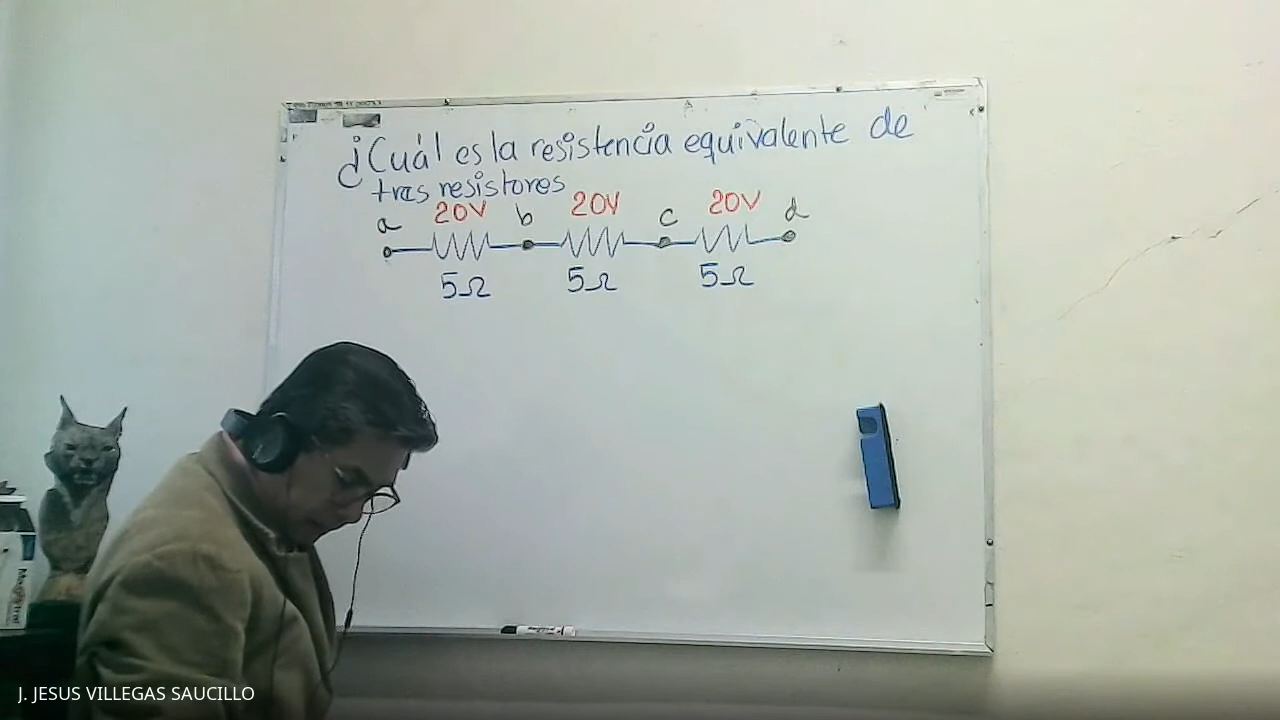 ¿Cuál es la resistencia equivalente de
tres resistores
a 20V b 20V c 20V d
5Ω 5Ω 5Ω
J. JESUS VILLEGAS SAUCILLO